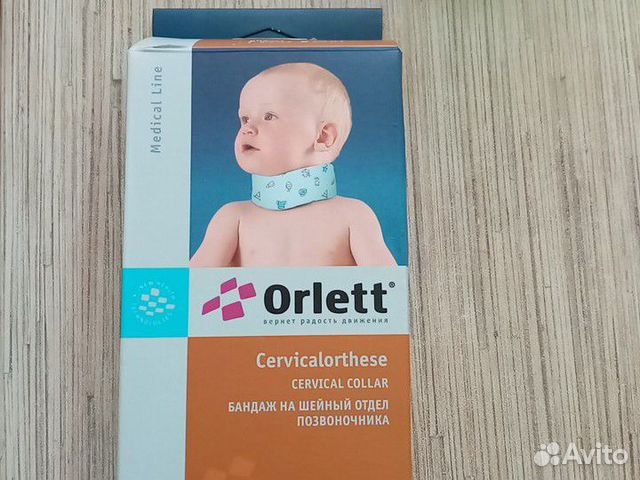 Medical Line
Orlett®
вернет радость движения
Cervicalorthese
CERVICAL COLLAR
БАНДАЖ НА ШЕЙНЫЙ ОТДЕЛ
ПОЗВОНОЧНИКА
Avito